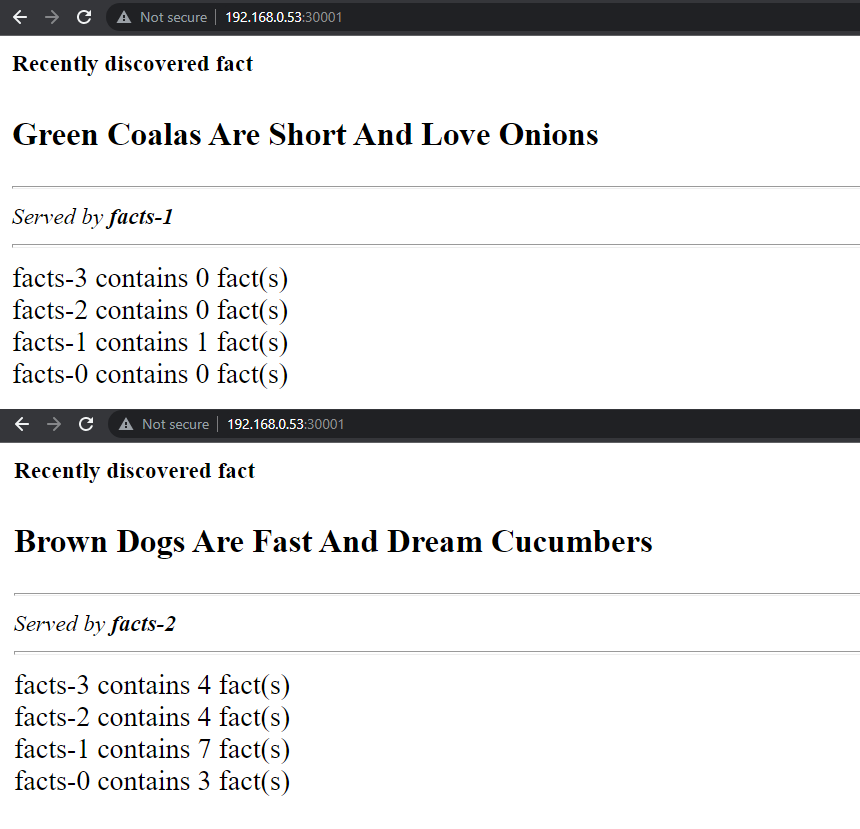 Not secure 192.168.0.53:30001
Recently discovered fact
Green Coalas Are Short And Love Onions
Served by facts-1
facts-3 contains 0 fact(s)
facts-2 contains 0 fact(s)
facts-1 contains 1 fact(s)
facts-0 contains 0 fact(s)
Not secure 192.168.0.53:30001
Recently discovered fact
Brown Dogs Are Fast And Dream Cucumbers
Served by facts-2
facts-3 contains 4 fact(s)
facts-2 contains 4 fact(s)
facts-1 contains 7 fact(s)
facts-0 contains 3 fact(s)